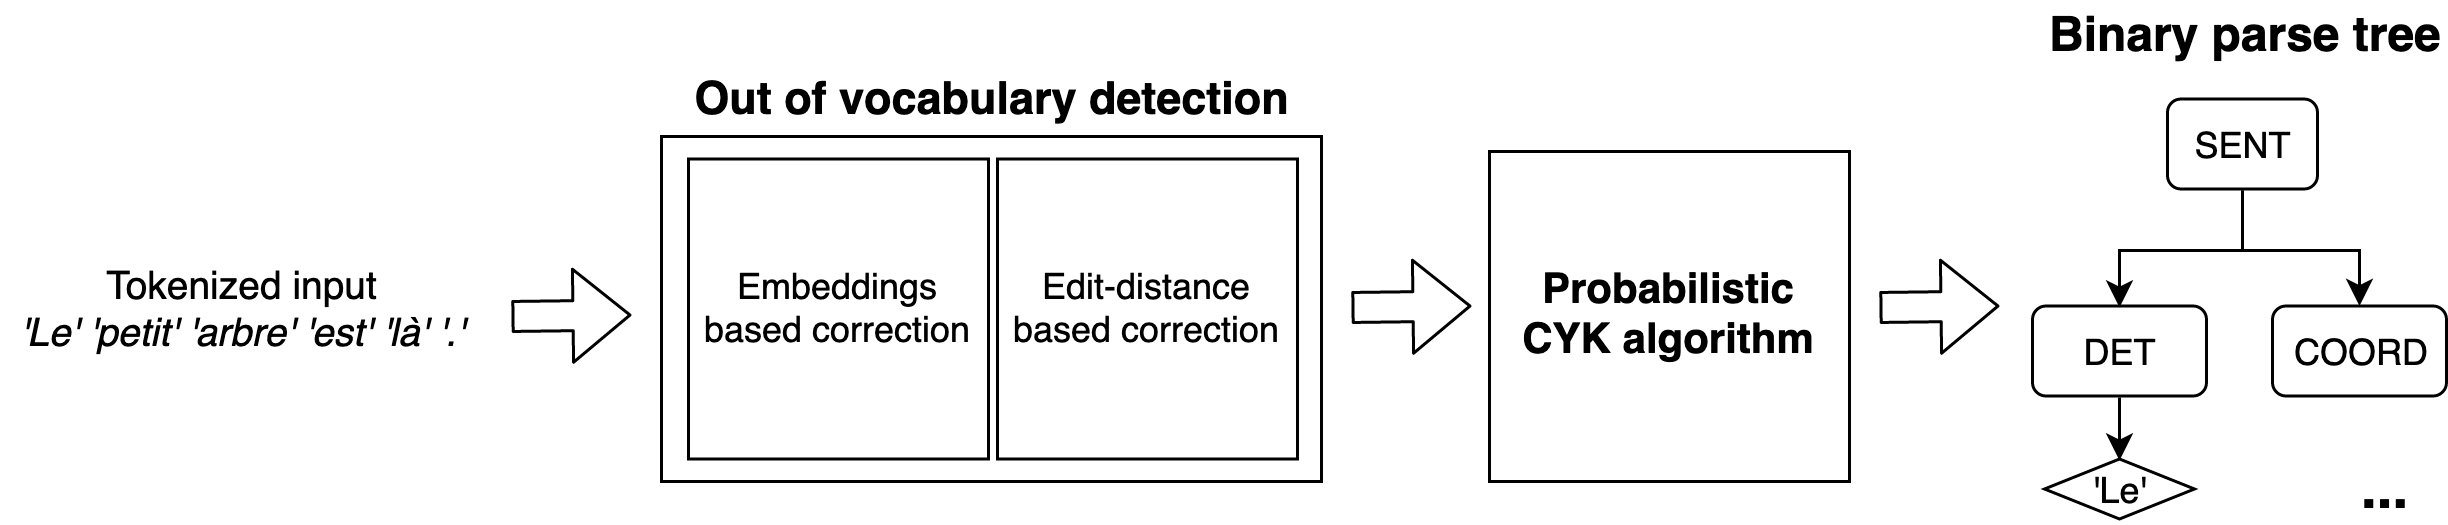 Tokenized input
'Le' 'petit' 'arbre' 'est' 'là' '.'
Out of vocabulary detection
Embeddings
based correction
Edit-distance
based correction
Probabilistic
CYK algorithm
Binary parse tree
SENT
DET
COORD
'Le'
...